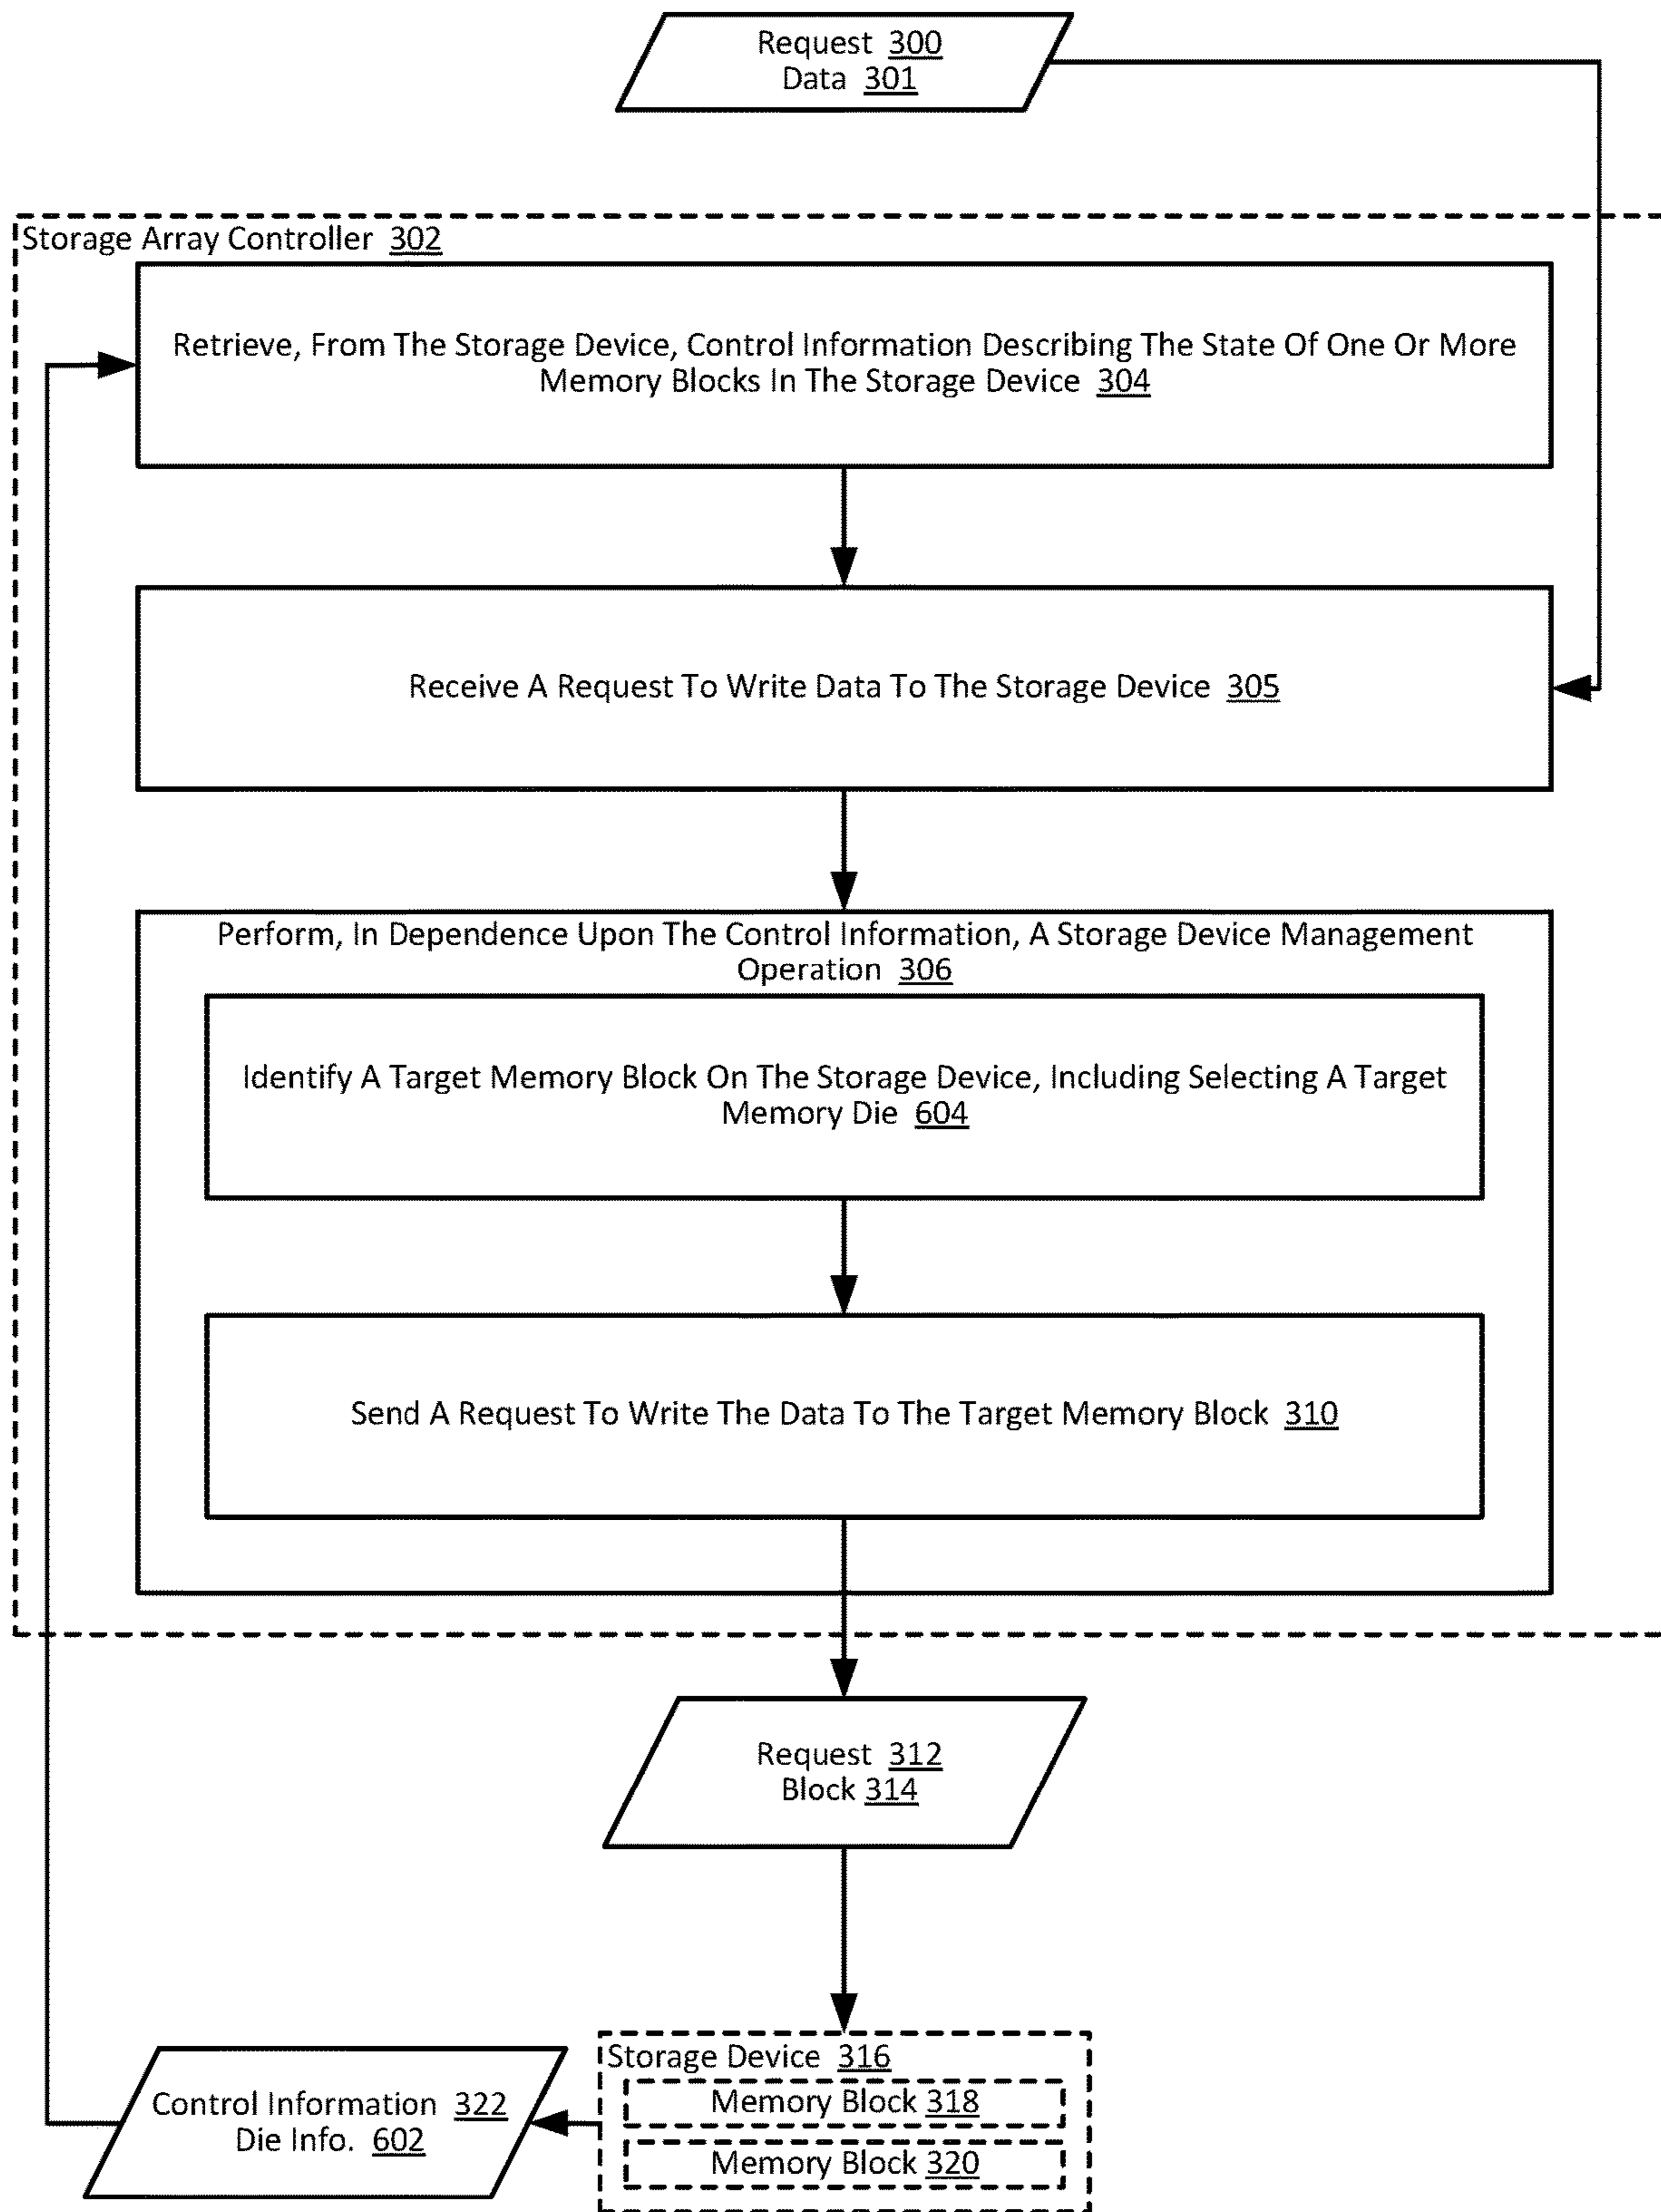 Request 300
Data 301
Storage Array Controller 302
Retrieve, From The Storage Device, Control Information Describing The State Of One Or More
Memory Blocks In The Storage Device 304
Receive A Request To Write Data To The Storage Device 305
Perform, In Dependence Upon The Control Information, A Storage Device Management
Operation 306
Identify A Target Memory Block On The Storage Device, Including Selecting A Target
Memory Die 604
Send A Request To Write The Data To The Target Memory Block 310
Request 312
Block 314
Storage Device 316
Memory Block 318
Memory Block 320
Control Information 322
Die Info. 602